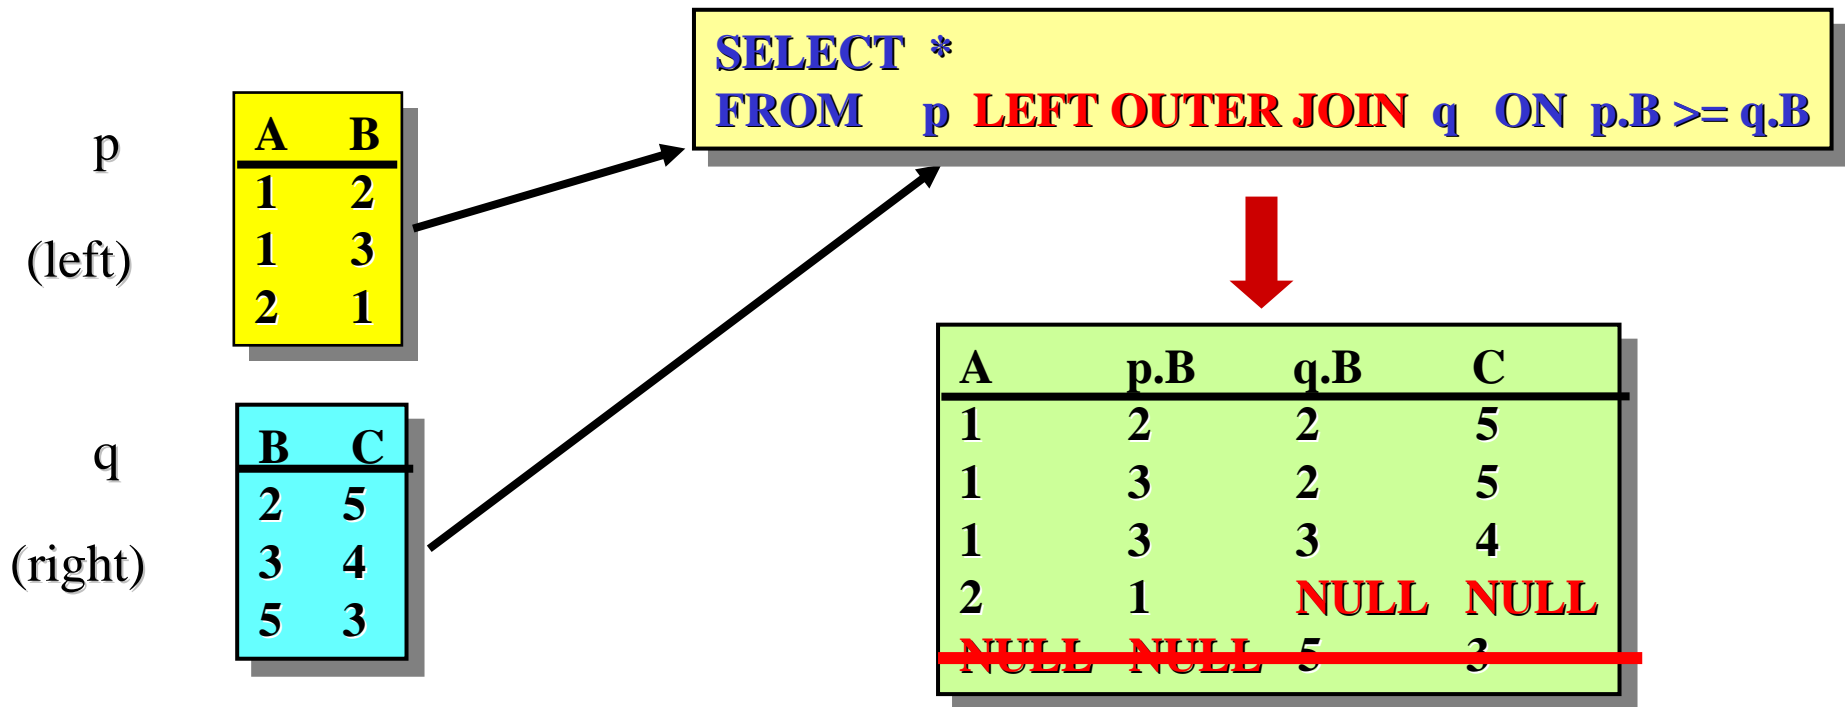 SELECT *
FROM p LEFT OUTER JOIN q ON p.B >= q.B
p
(left)
A B
1 2
1 3
2 1
q
(right)
B C
2 5
3 4
5 3
A p.B q.B C
1 2 2 5
1 3 2 5
1 3 3 4
2 1 NULL NULL
NULL NULL 5 3